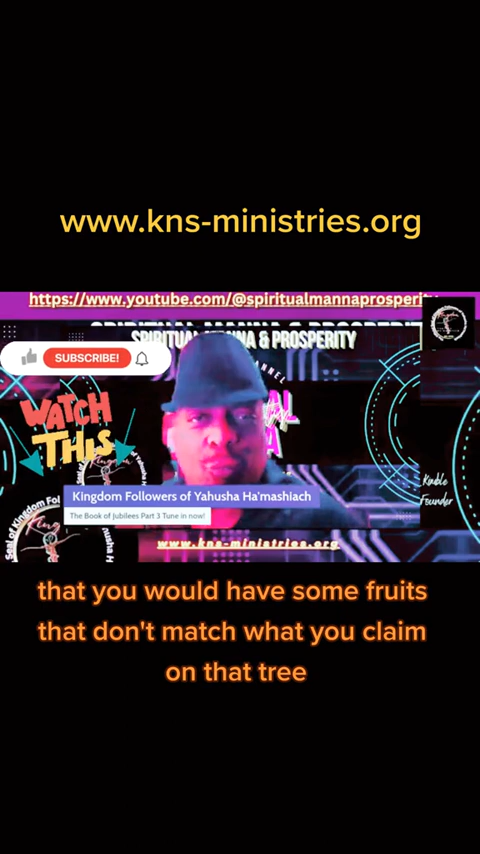 www.kns-ministries.org
https://www.youtube.com/@spiritualmannaprosperity
SPIRITUAL MANNA & PROSPERITY
SUBSCRIBE!
WATCH
THIS
Kingdom Followers of Yahusha Ha'mashiach
The Book of Jubilees Part 3 Tune in now!
Founder
www.kns-ministries.org
that you would have some fruits
that don't match what you claim
on that tree